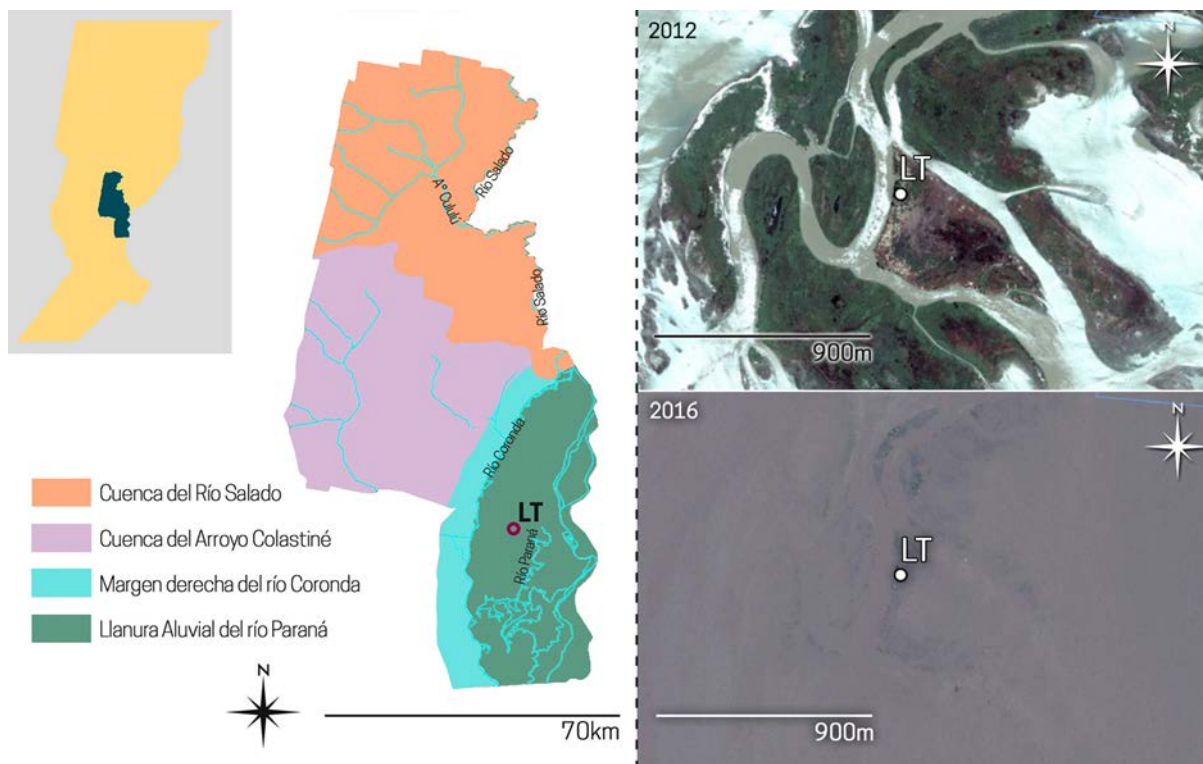 A° Cululú
Río Salado
Río Salado
Río Coronda
LT
Río Paraná
Cuenca del Río Salado
Cuenca del Arroyo Colastiné
Margen derecha del río Coronda
Llanura Aluvial del río Paraná
N
70km
2012
N
LT
900m
2016
N
LT
900m